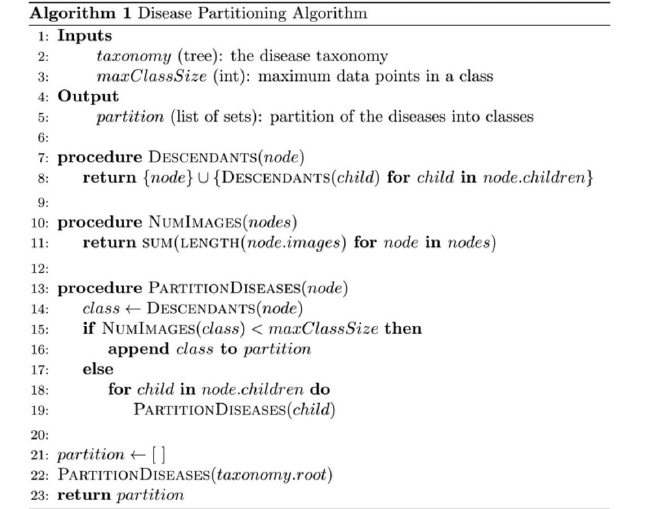 Algorithm 1 Disease Partitioning Algorithm
1: Inputs
2: taxonomy (tree): the disease taxonomy
3: maxClassSize (int): maximum data points in a class
4: Output
5: partition (list of sets): partition of the diseases into classes
6:
7: procedure DESCENDANTS(node)
8: return {node} ∪ {DESCENDANTS(child) for child in node.children}
9:
10: procedure NUMIMAGES(nodes)
11: return SUM(LENGTH(node.images) for node in nodes)
12:
13: procedure PARTITIONDISEASES(node)
14: class ← DESCENDANTS(node)
15: if NUMIMAGES(class) < maxClassSize then
16: append class to partition
17: else
18: for child in node.children do
19: PARTITIONDISEASES(child)
20:
21: partition ← [ ]
22: PARTITIONDISEASES(taxonomy.root)
23: return partition